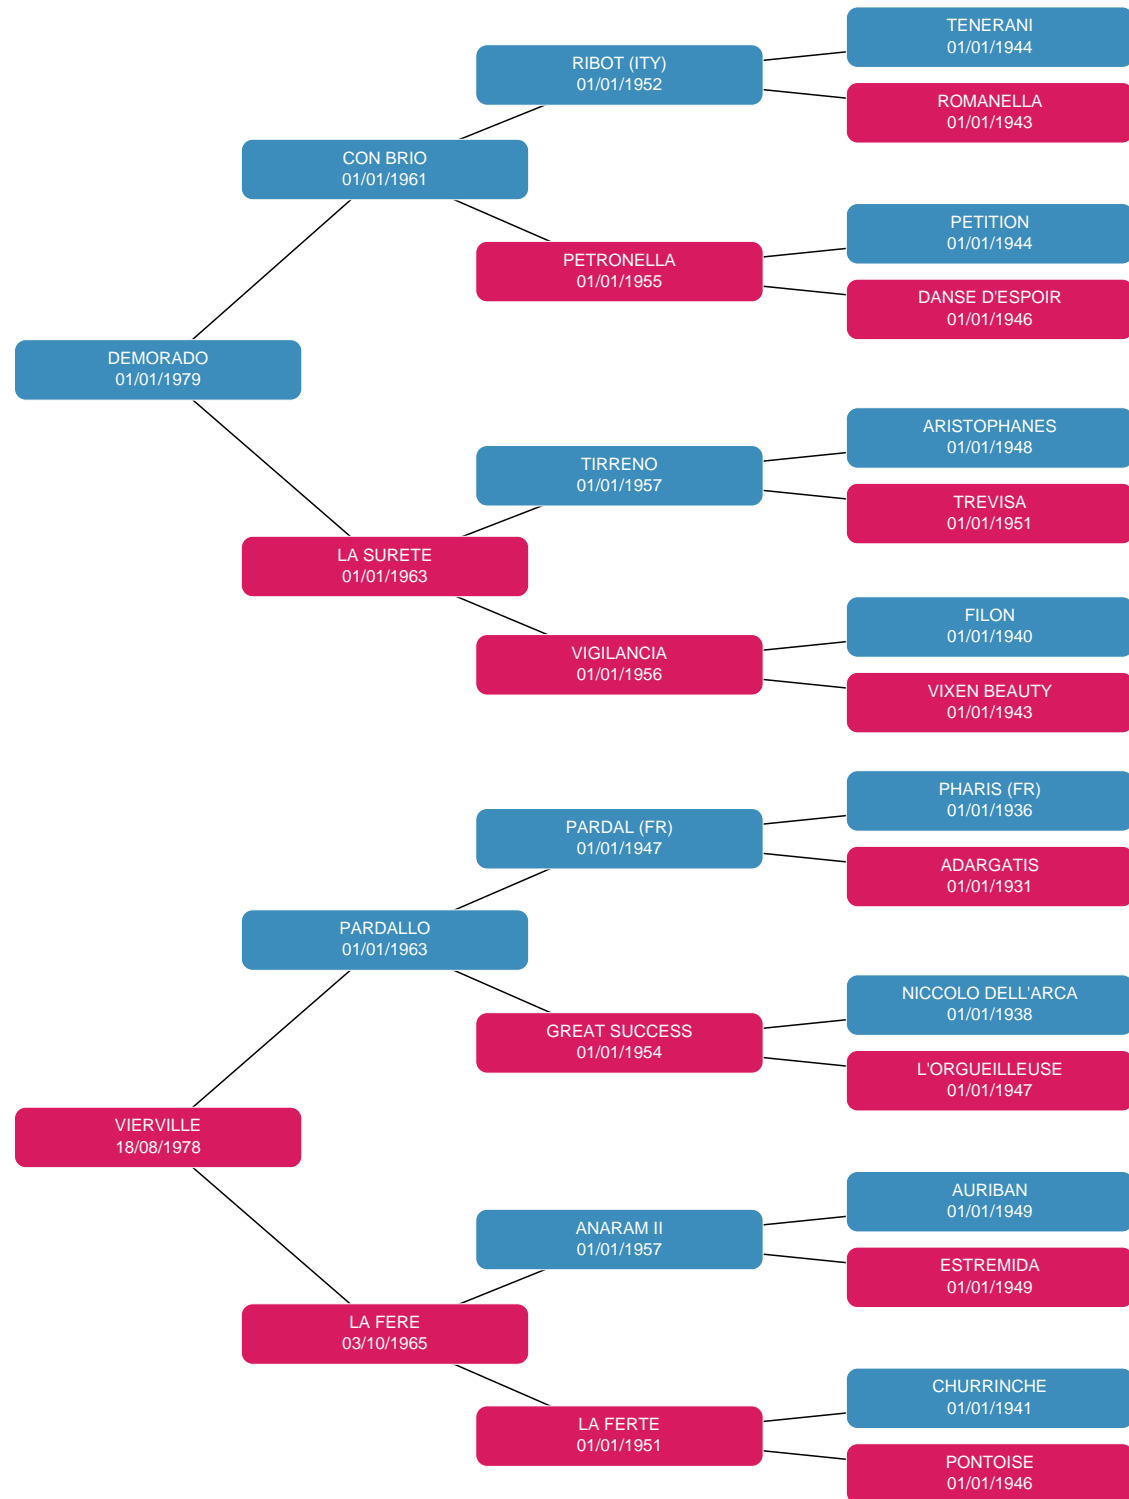 TENERANI
01/01/1944
RIBOT (ITY)
01/01/1952
ROMANELLA
01/01/1943
CON BRIO
01/01/1961
PETITION
01/01/1944
PETRONELLA
01/01/1955
DANSE D'ESPOIR
01/01/1946
DEMORADO
01/01/1979
ARISTOPHANES
01/01/1948
TIRRENO
01/01/1957
TREVISA
01/01/1951
LA SURETE
01/01/1963
FILON
01/01/1940
VIGILANCIA
01/01/1956
VIXEN BEAUTY
01/01/1943
PHARIS (FR)
01/01/1936
PARDAL (FR)
01/01/1947
ADARGATIS
01/01/1931
PARDALLO
01/01/1963
NICCOLO DELL'ARCA
01/01/1938
GREAT SUCCESS
01/01/1954
L'ORGUEILLEUSE
01/01/1947
VIERVILLE
18/08/1978
AURIBAN
01/01/1949
ANARAM II
01/01/1957
ESTREMIDA
01/01/1949
LA FERE
03/10/1965
CHURRINCHE
01/01/1941
LA FERTE
01/01/1951
PONTOISE
01/01/1946